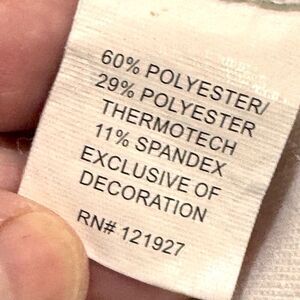 60% POLYESTER/
29% POLYESTER
THERMOTECH
11% SPANDEX
EXCLUSIVE OF
DECORATION
RN# 121927